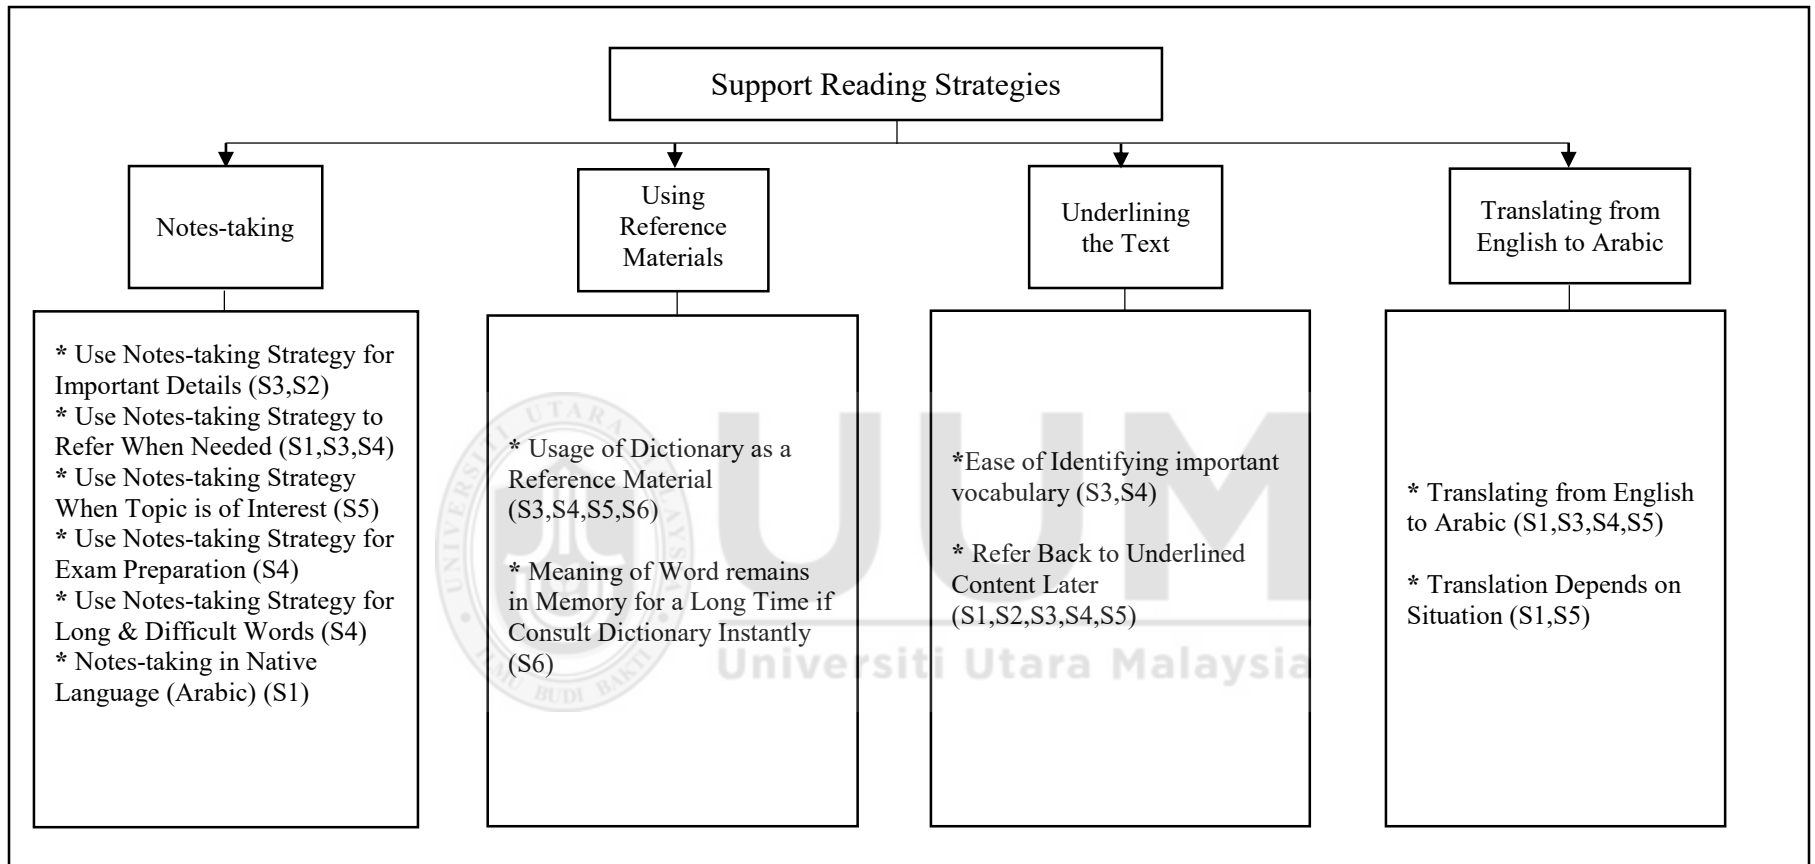 Support Reading Strategies
Notes-taking
Using
Reference
Materials
Underlining
the Text
Translating from
English to Arabic
* Use Notes-taking Strategy for
Important Details (S3,S2)
* Use Notes-taking Strategy to
Refer When Needed (S1,S3,S4)
* Use Notes-taking Strategy
When Topic is of Interest (S5)
* Use Notes-taking Strategy for
Exam Preparation (S4)
* Use Notes-taking Strategy for
Long & Difficult Words (S4)
* Notes-taking in Native
Language (Arabic) (S1)
* Usage of Dictionary as a
Reference Material
(S3,S4,S5,S6)
* Meaning of Word remains
in Memory for a Long Time if
Consult Dictionary Instantly
(S6)
*Ease of Identifying important
vocabulary (S3,S4)
* Refer Back to Underlined
Content Later
(S1,S2,S3,S4,S5)
* Translating from English
to Arabic (S1,S3,S4,S5)
* Translation Depends on
Situation (S1,S5)
UNIVERSITI UTARA MALAYSIA
ILMU BUDI BAKTI
UUM
Universiti Utara Malaysia